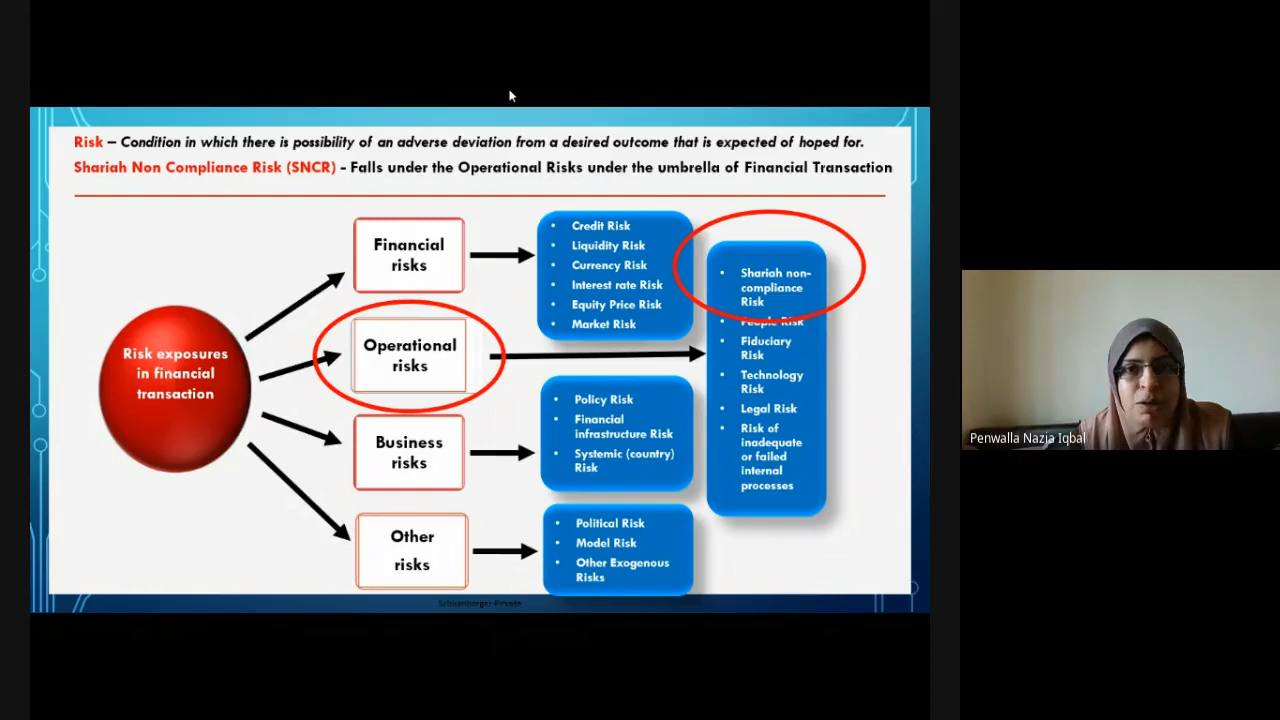 Risk – Condition in which there is possibility of an adverse deviation from a desired outcome that is expected of hoped for.
Shariah Non Compliance Risk (SNCR) - Falls under the Operational Risks under the umbrella of Financial Transaction
Risk exposures
in financial
transaction
Financial
risks
• Credit Risk
• Liquidity Risk
• Currency Risk
• Interest rate Risk
• Equity Price Risk
• Market Risk
Operational
risks
• Shariah non-
compliance
Risk
• People Risk
• Fiduciary
Risk
• Technology
Risk
• Legal Risk
• Risk of
inadequate
or failed
internal
processes
Business
risks
• Policy Risk
• Financial
infrastructure Risk
• Systemic (country)
Risk
Other
risks
• Political Risk
• Model Risk
• Other Exogenous
Risks
Schlumberger-Private
Penwalla Nazia Iqbal